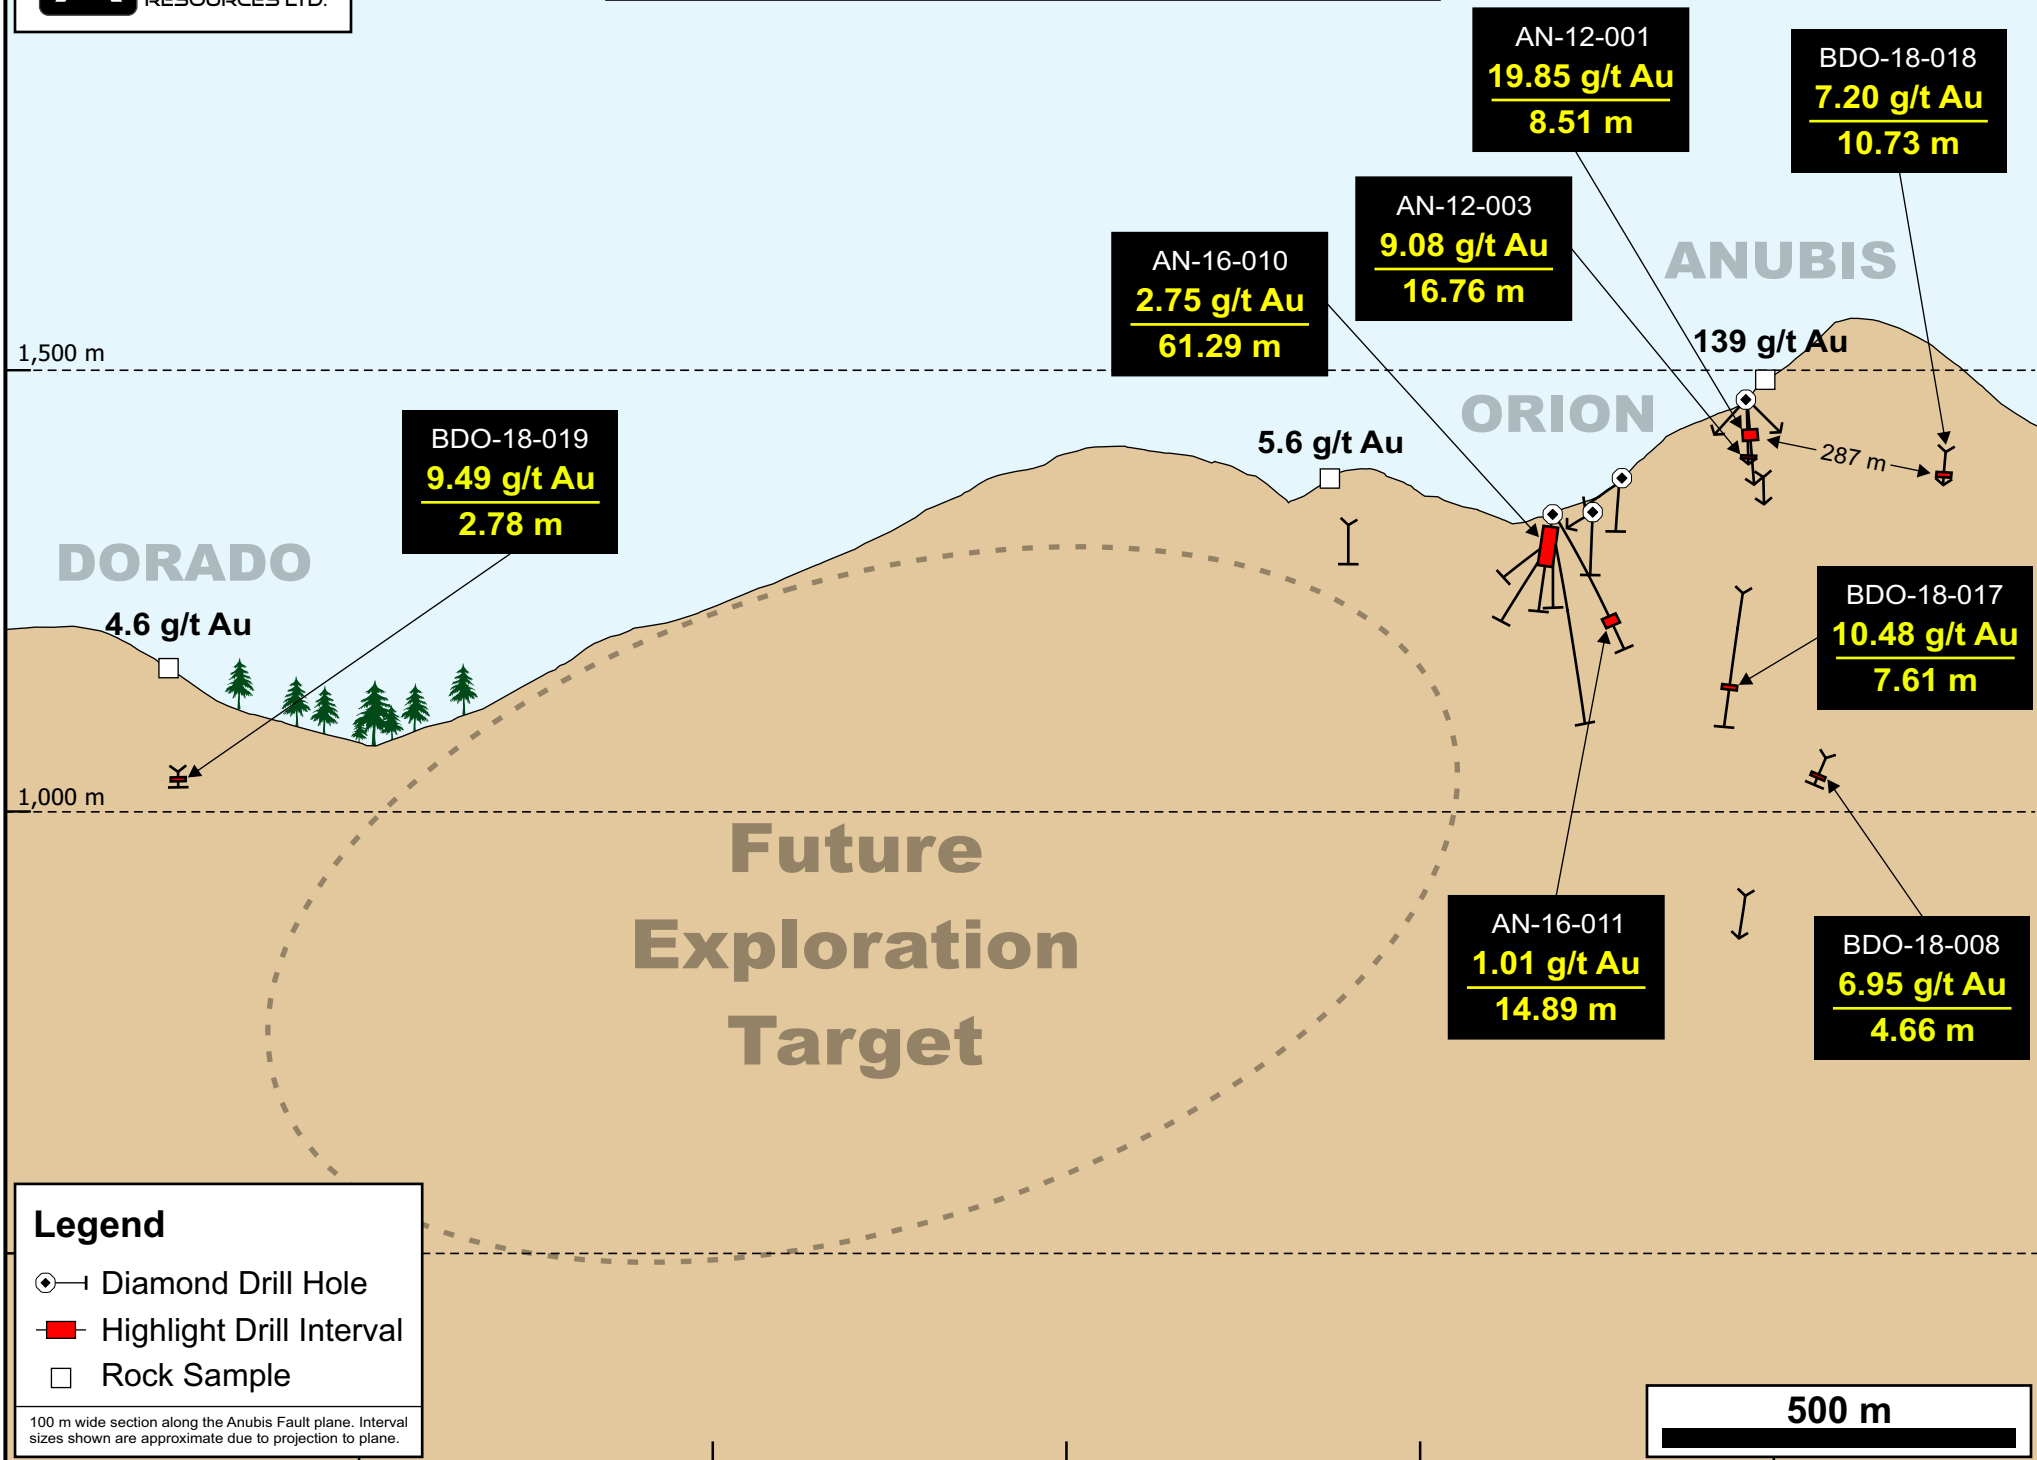 RESOURCES LTD.
AN-12-001
19.85 g/t Au
8.51 m
BDO-18-018
7.20 g/t Au
10.73 m
AN-12-003
9.08 g/t Au
16.76 m
AN-16-010
2.75 g/t Au
61.29 m
ANUBIS
139 g/t Au
1,500 m
ORION
BDO-18-019
9.49 g/t Au
2.78 m
5.6 g/t Au
287 m
DORADO
4.6 g/t Au
BDO-18-017
10.48 g/t Au
7.61 m
1,000 m
Future
Exploration
Target
AN-16-011
1.01 g/t Au
14.89 m
BDO-18-008
6.95 g/t Au
4.66 m
Legend
Diamond Drill Hole
Highlight Drill Interval
Rock Sample
100 m wide section along the Anubis Fault plane. Interval
sizes shown are approximate due to projection to plane.
500 m